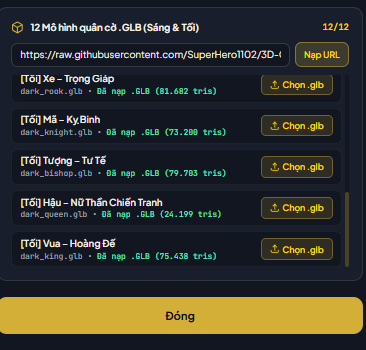 12 Mô hình quân cờ .GLB (Sáng & Tối)
12/12
https://raw.githubusercontent.com/SuperHero1102/3D-
Nạp URL
[Tối] Xe – Trọng Giáp
dark_rook.glb • Đã nạp .GLB (81.682 tris)
Chọn .glb
[Tối] Mã – Kỵ Binh
dark_knight.glb • Đã nạp .GLB (73.200 tris)
Chọn .glb
[Tối] Tượng – Tư Tế
dark_bishop.glb • Đã nạp .GLB (79.703 tris)
Chọn .glb
[Tối] Hậu – Nữ Thần Chiến Tranh
dark_queen.glb • Đã nạp .GLB (24.199 tris)
Chọn .glb
[Tối] Vua – Hoàng Đế
dark_king.glb • Đã nạp .GLB (75.438 tris)
Chọn .glb
Đóng